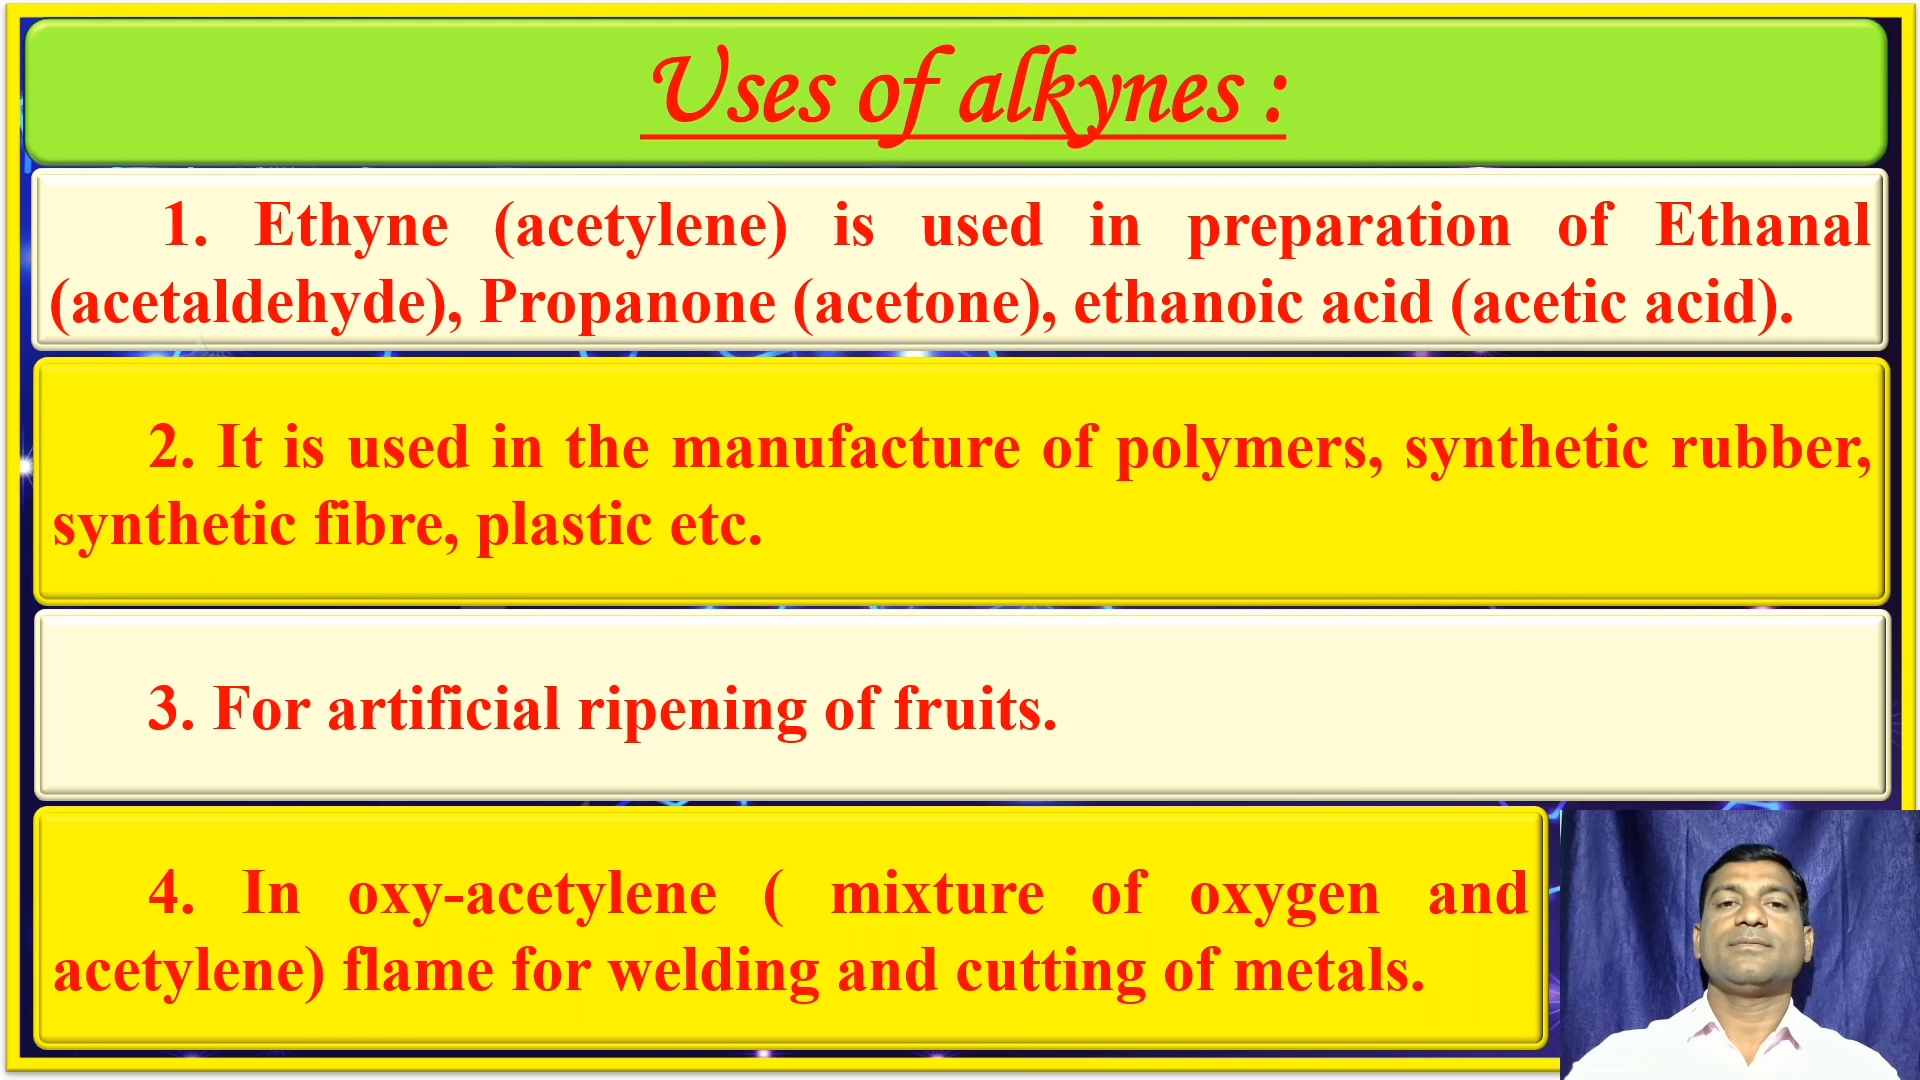 Uses of alkynes :
1. Ethyne (acetylene) is used in preparation of Ethanal
(acetaldehyde), Propanone (acetone), ethanoic acid (acetic acid).
2. It is used in the manufacture of polymers, synthetic rubber,
synthetic fibre, plastic etc.
3. For artificial ripening of fruits.
4. In oxy-acetylene ( mixture of oxygen and
acetylene) flame for welding and cutting of metals.